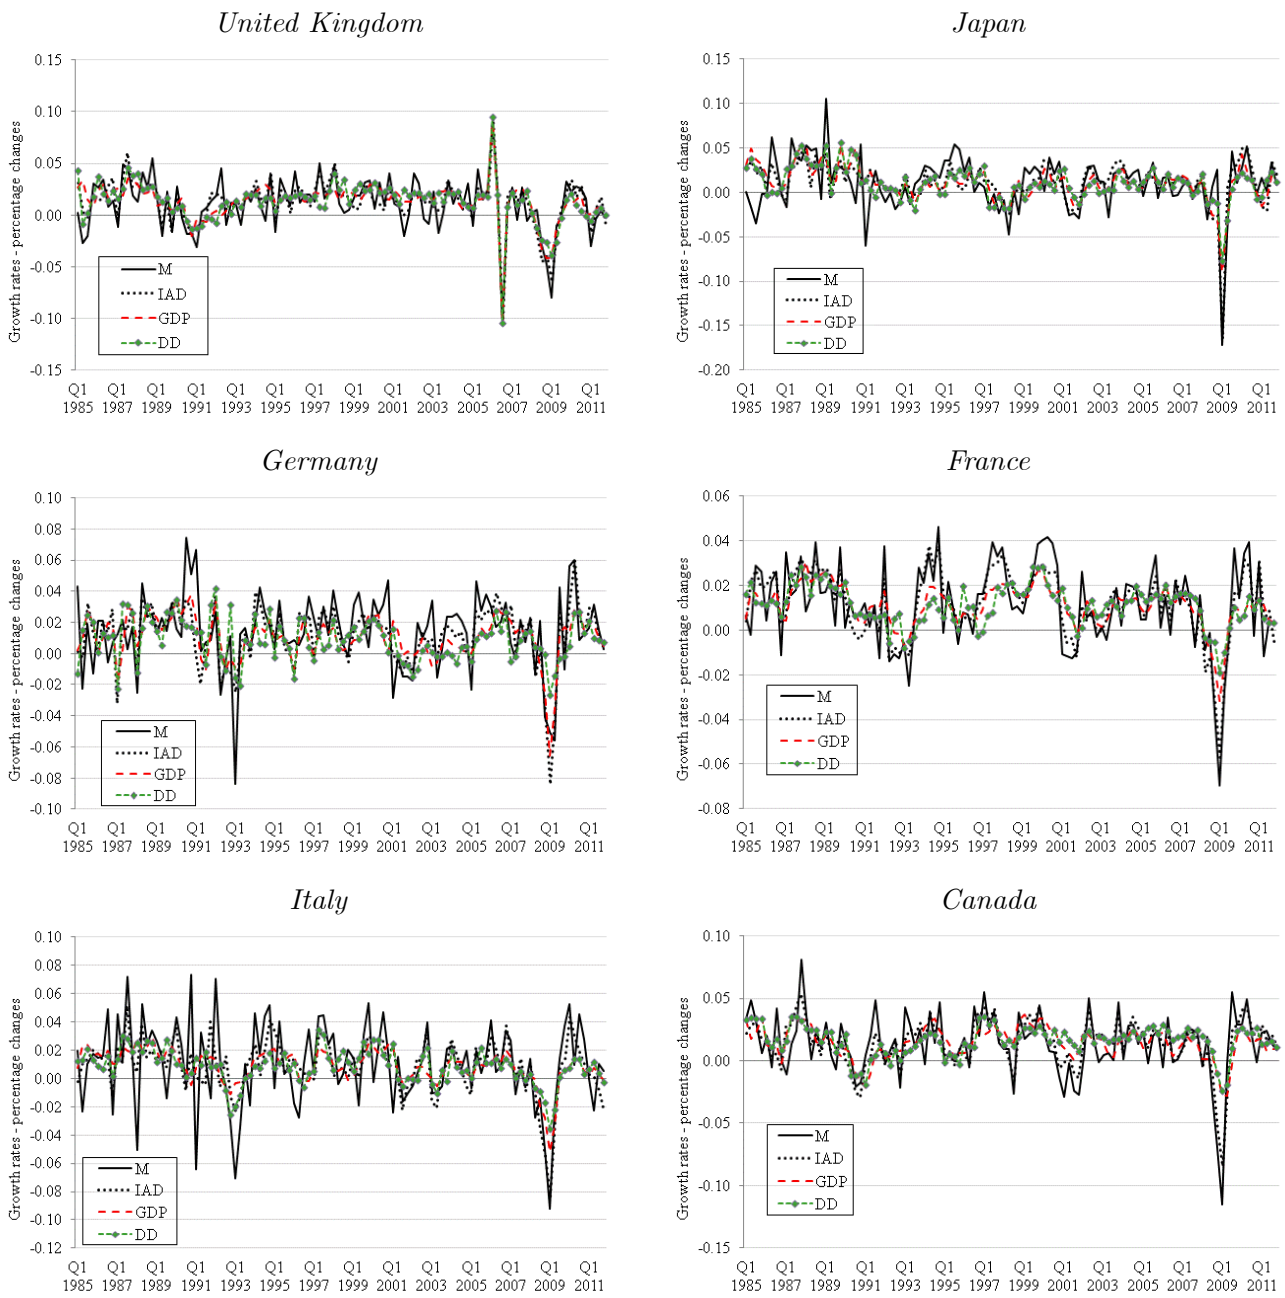 United Kingdom
Growth rates - percentage changes
0.15
0.10
0.05
0.00
-0.05
-0.10
-0.15
M
IAD
GDP
DD
Q1 Q1 Q1 Q1 Q1 Q1 Q1 Q1 Q1 Q1 Q1 Q1 Q1 Q1
1985 1987 1989 1991 1993 1995 1997 1999 2001 2003 2005 2007 2009 2011
Japan
Growth rates - percentage changes
0.15
0.10
0.05
0.00
-0.05
-0.10
-0.15
-0.20
M
IAD
GDP
DD
Q1 Q1 Q1 Q1 Q1 Q1 Q1 Q1 Q1 Q1 Q1 Q1 Q1 Q1
1985 1987 1989 1991 1993 1995 1997 1999 2001 2003 2005 2007 2009 2011
Germany
Growth rates - percentage changes
0.10
0.08
0.06
0.04
0.02
0.00
-0.02
-0.04
-0.06
-0.08
-0.10
M
IAD
GDP
DD
Q1 Q1 Q1 Q1 Q1 Q1 Q1 Q1 Q1 Q1 Q1 Q1 Q1 Q1
1985 1987 1989 1991 1993 1995 1997 1999 2001 2003 2005 2007 2009 2011
France
Growth rates - percentage changes
0.06
0.04
0.02
0.00
-0.02
-0.04
-0.06
-0.08
M
IAD
GDP
DD
Q1 Q1 Q1 Q1 Q1 Q1 Q1 Q1 Q1 Q1 Q1 Q1 Q1 Q1
1985 1987 1989 1991 1993 1995 1997 1999 2001 2003 2005 2007 2009 2011
Italy
Growth rates - percentage changes
0.10
0.08
0.06
0.04
0.02
0.00
-0.02
-0.04
-0.06
-0.08
-0.10
-0.12
M
IAD
GDP
DD
Q1 Q1 Q1 Q1 Q1 Q1 Q1 Q1 Q1 Q1 Q1 Q1 Q1 Q1
1985 1987 1989 1991 1993 1995 1997 1999 2001 2003 2005 2007 2009 2011
Canada
Growth rates - percentage changes
0.10
0.05
0.00
-0.05
-0.10
-0.15
M
IAD
GDP
DD
Q1 Q1 Q1 Q1 Q1 Q1 Q1 Q1 Q1 Q1 Q1 Q1 Q1 Q1
1985 1987 1989 1991 1993 1995 1997 1999 2001 2003 2005 2007 2009 2011